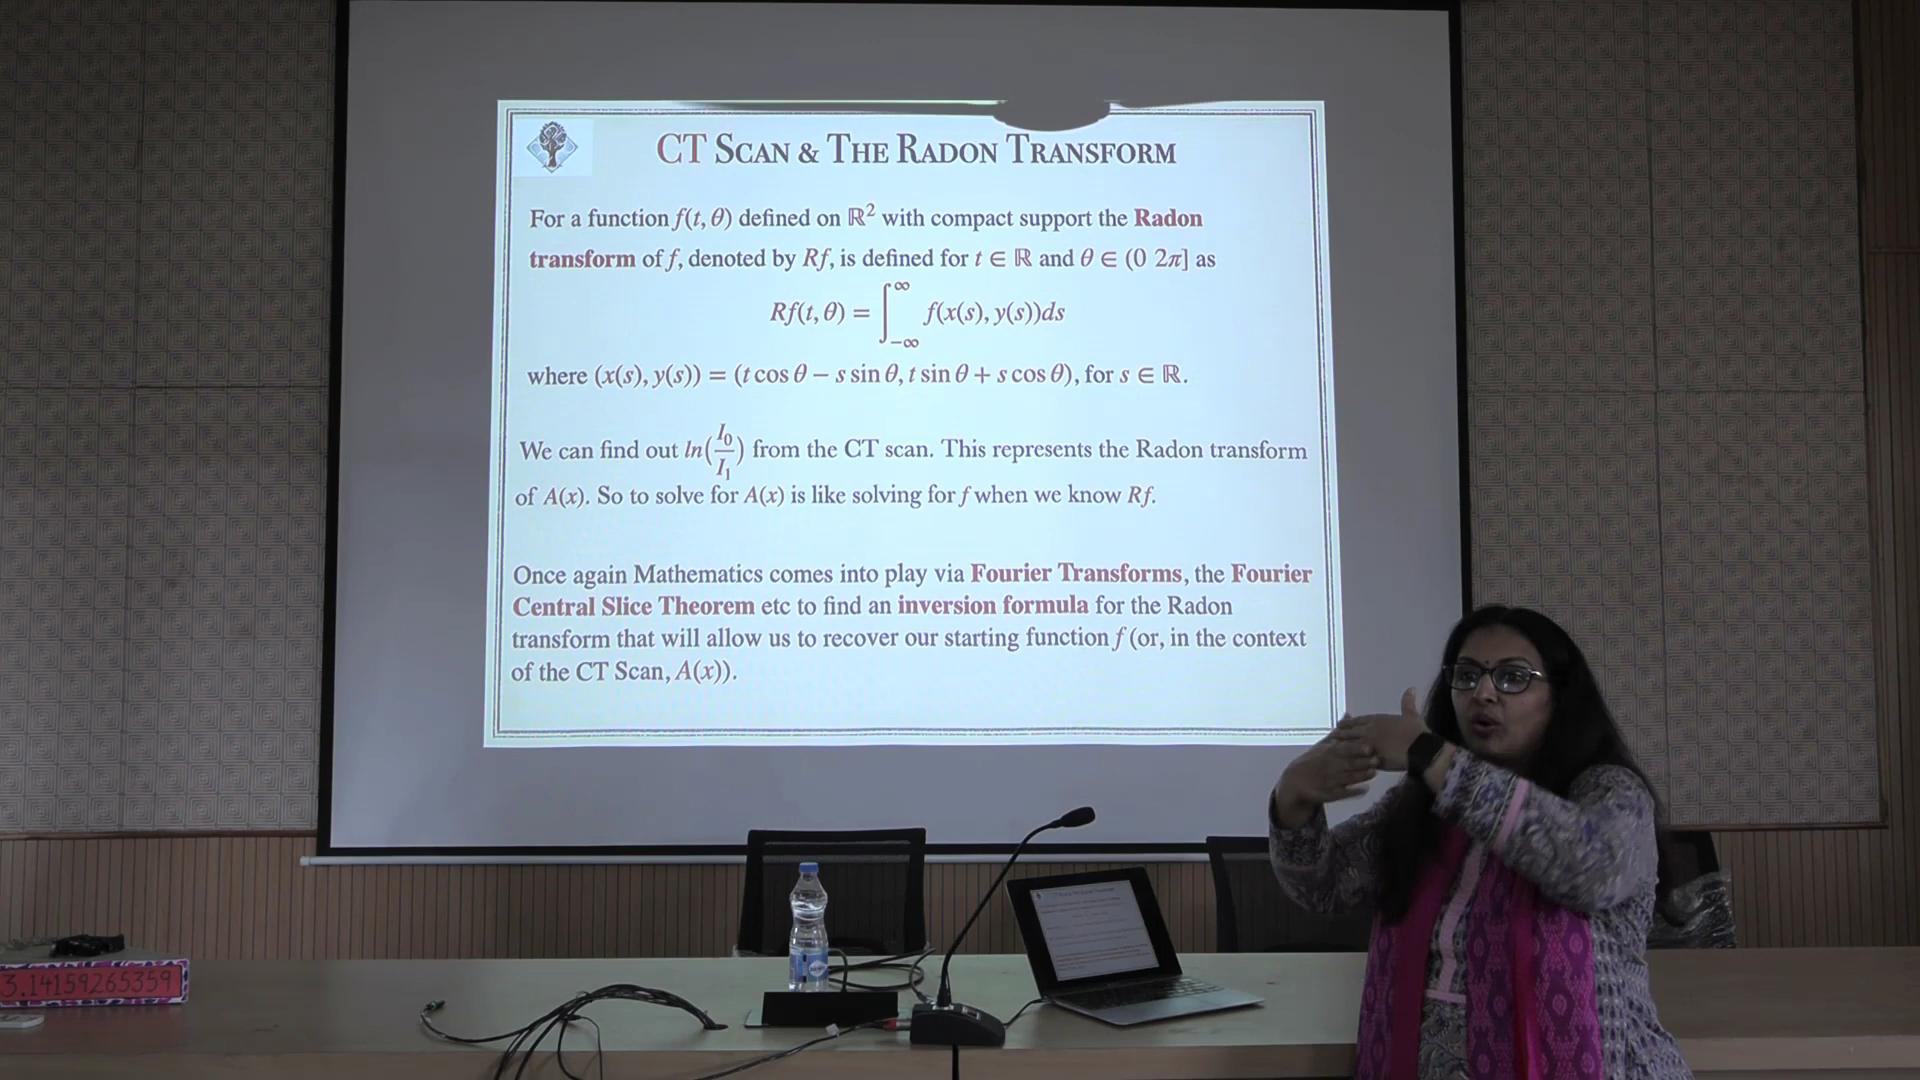 CT SCAN & THE RADON TRANSFORM
For a function f(t, θ) defined on ℝ² with compact support the Radon
transform of f, denoted by Rf, is defined for t ∈ ℝ and θ ∈ (0 2π] as
Rf(t, θ) = ∫_{-∞}^{∞} f(x(s), y(s))ds
where (x(s), y(s)) = (t cos θ − s sin θ, t sin θ + s cos θ), for s ∈ ℝ.
We can find out ln(I₀/I₁) from the CT scan. This represents the Radon transform
of A(x). So to solve for A(x) is like solving for f when we know Rf.
Once again Mathematics comes into play via Fourier Transforms, the Fourier
Central Slice Theorem etc to find an inversion formula for the Radon
transform that will allow us to recover our starting function f (or, in the context
of the CT Scan, A(x)).
3.14159265359